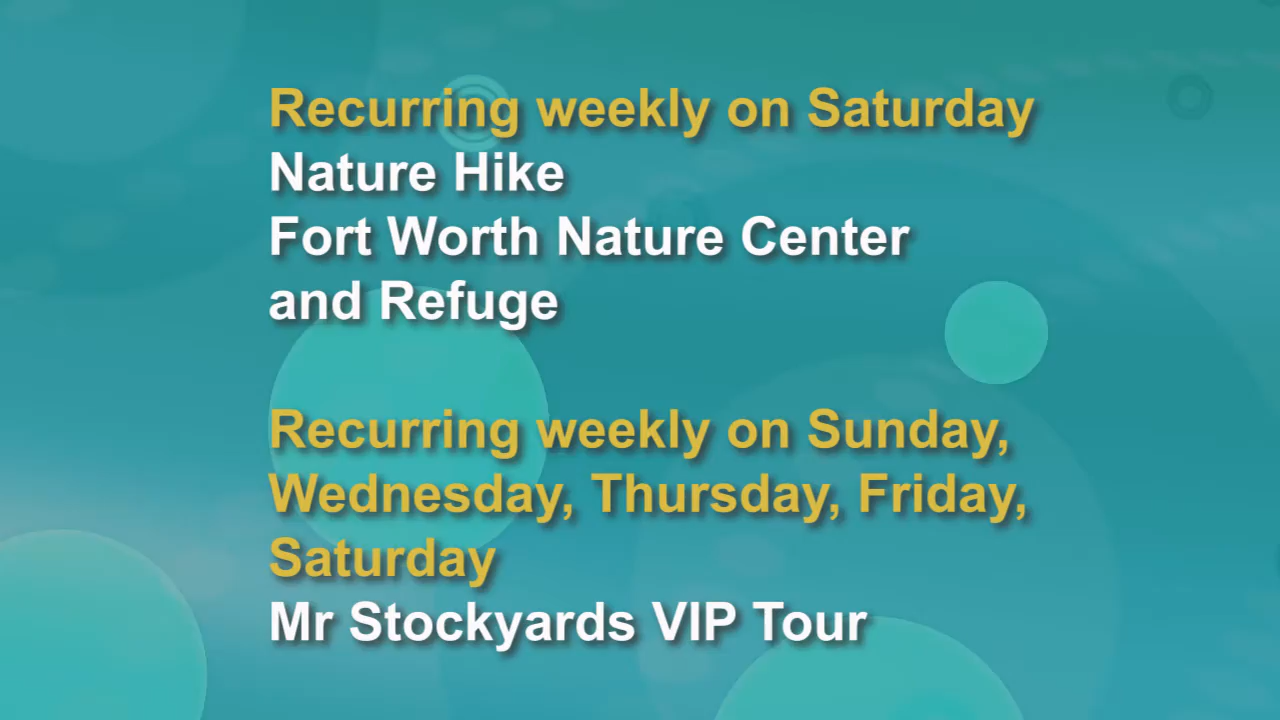 Recurring weekly on Saturday
Nature Hike
Fort Worth Nature Center
and Refuge
Recurring weekly on Sunday,
Wednesday, Thursday, Friday,
Saturday
Mr Stockyards VIP Tour